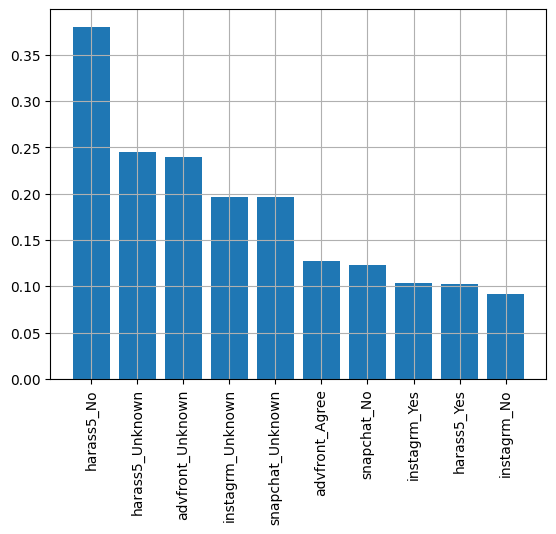 0.35
0.30
0.25
0.20
0.15
0.10
0.05
0.00
harass5_No
harass5_Unknown
advfront_Unknown
instagrm_Unknown
snapchat_Unknown
advfront_Agree
snapchat_No
instagrm_Yes
harass5_Yes
instagrm_No